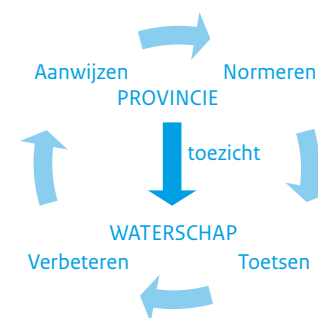 Aanwijzen
Normeren
PROVINCIE
toezicht
WATERSCHAP
Verbeteren
Toetsen